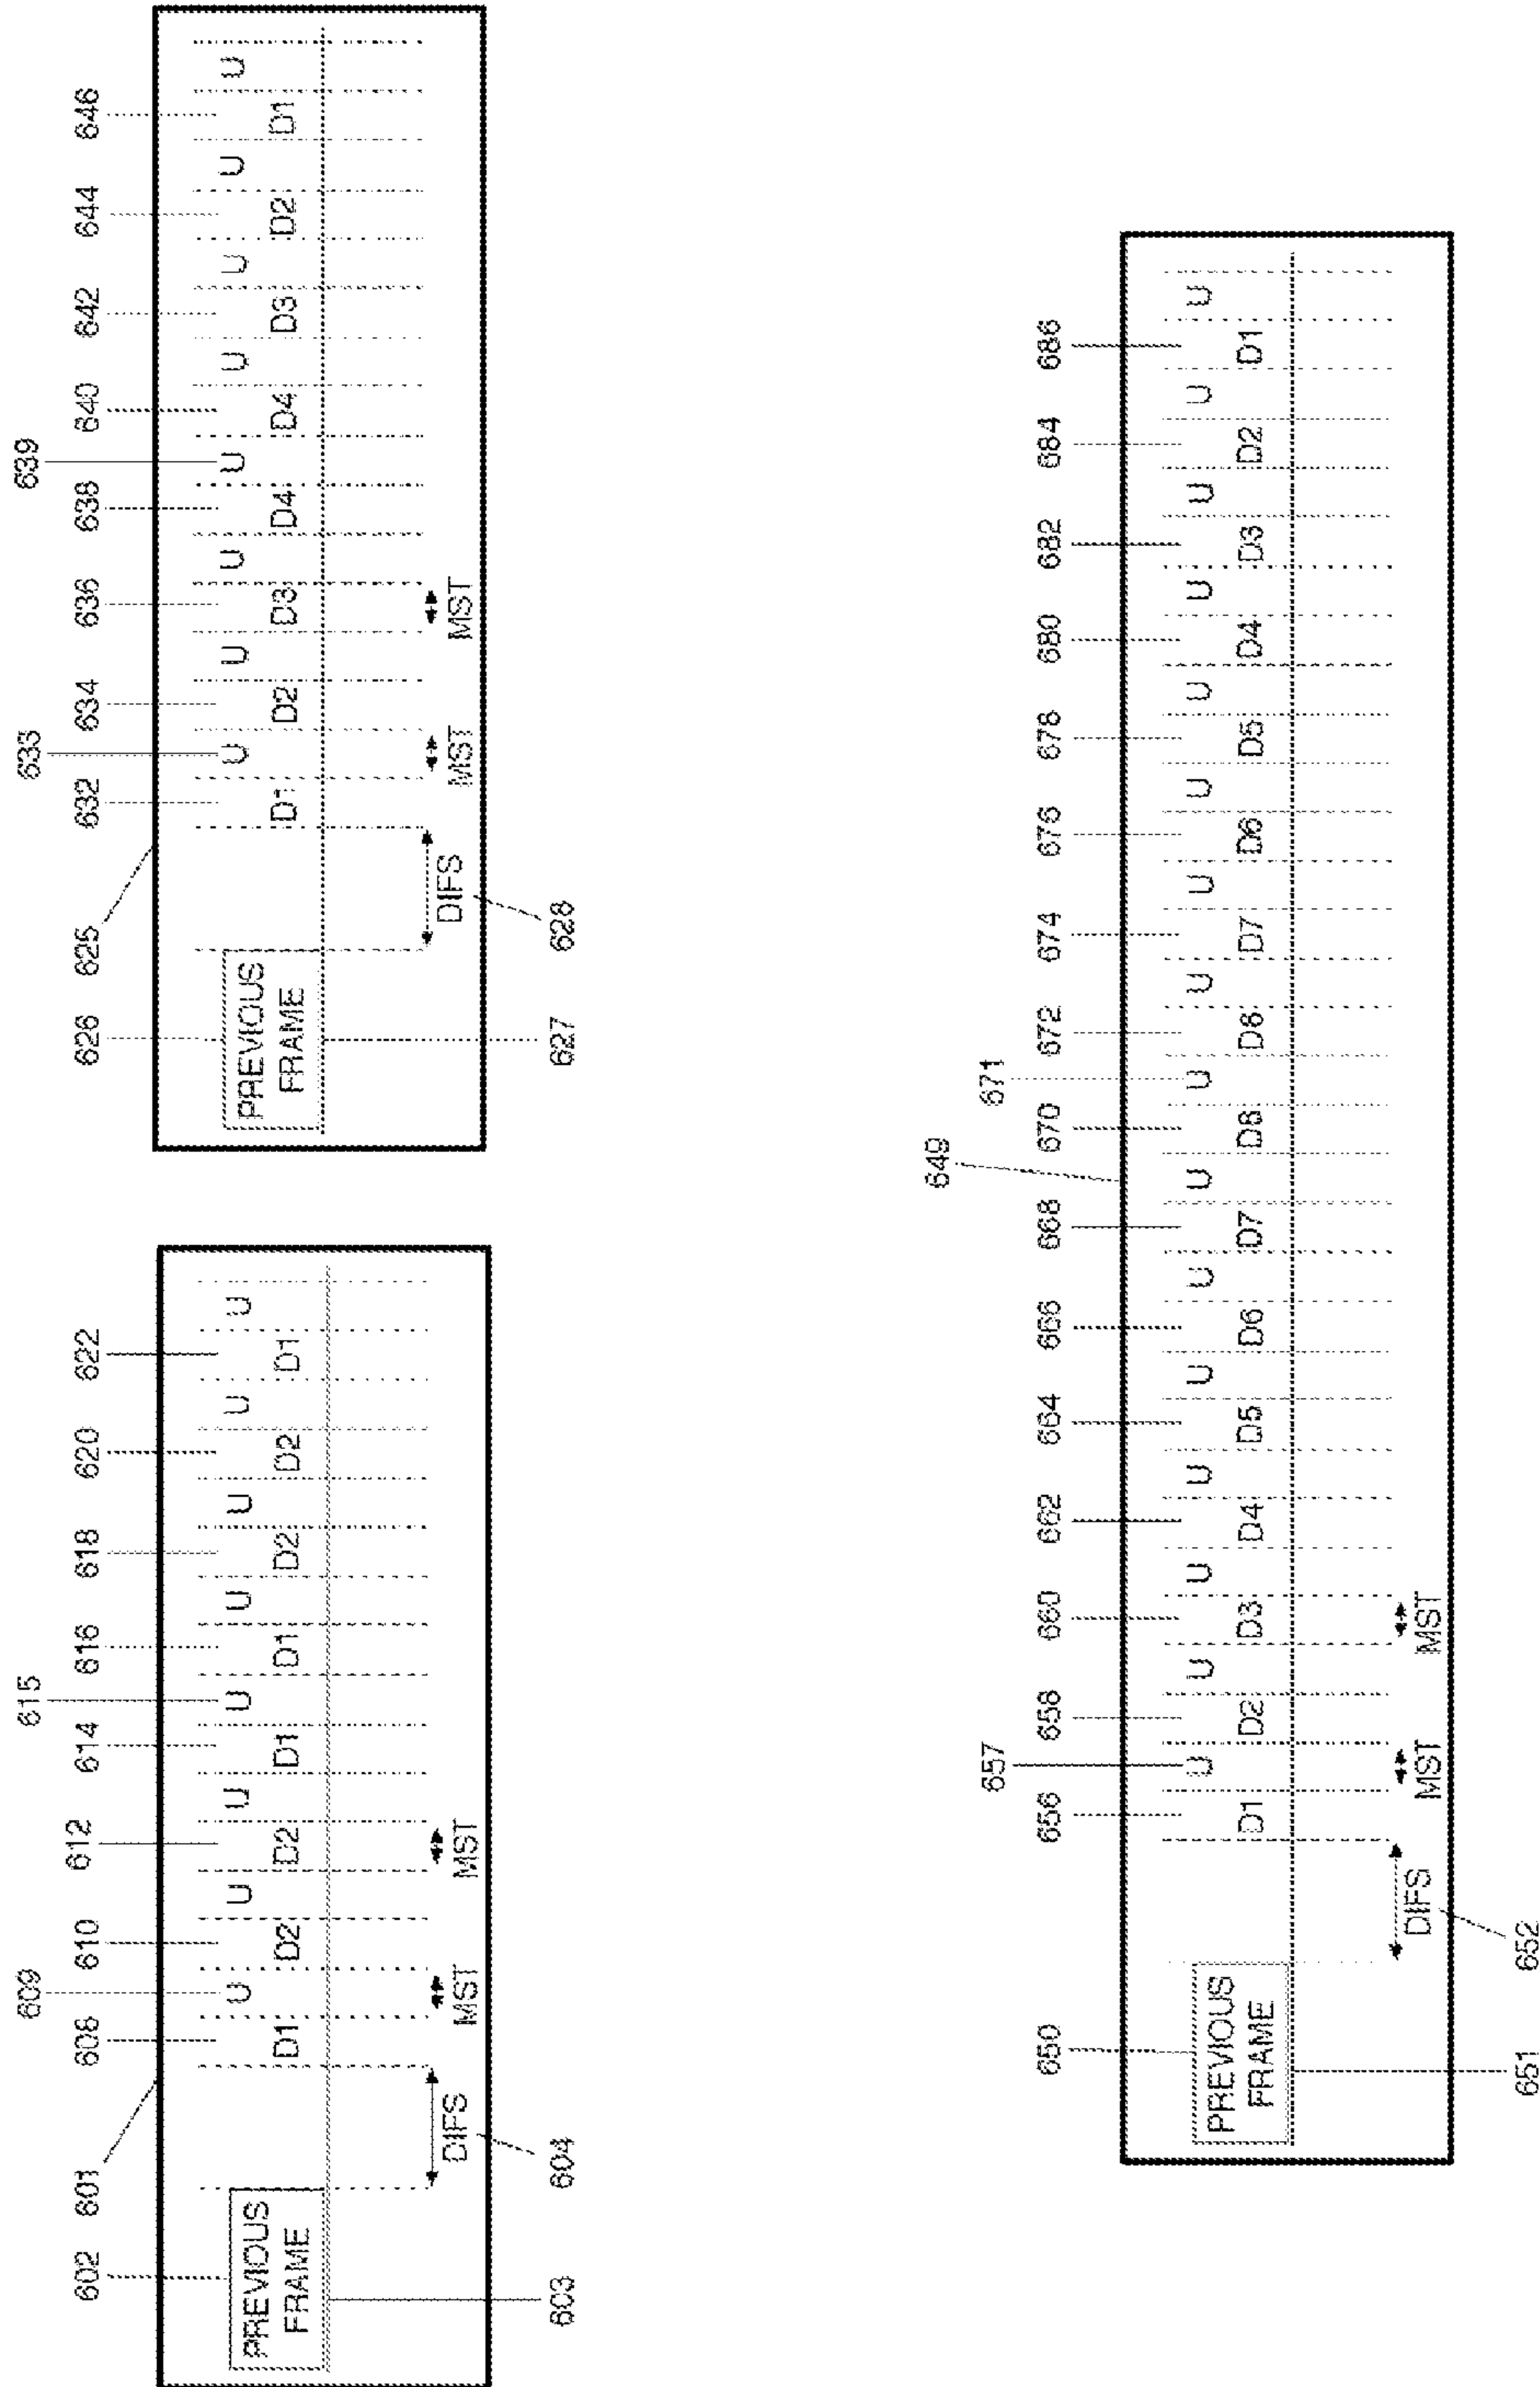 609 615
602 601 608 610 612 614 616 618 620 622
PREVIOUS
FRAME
U U U U U U U U
D1 D2 D2 D1 D1 D2 D2 D1
DIFS MST MST
603 604
633 639
626 625 632 634 636 638 640 642 644 646
PREVIOUS
FRAME
U U U U U U U U
D1 D2 D3 D4 D4 D3 D2 D1
DIFS MST MST
627 628
649
657 671
650 656 658 660 662 664 666 668 670 672 674 676 678 680 682 684 686
PREVIOUS
FRAME
U U U U U U U U U U U U U U U U
D1 D2 D3 D4 D5 D6 D7 D8 D8 D7 D6 D5 D4 D3 D2 D1
DIFS MST MST
651 652